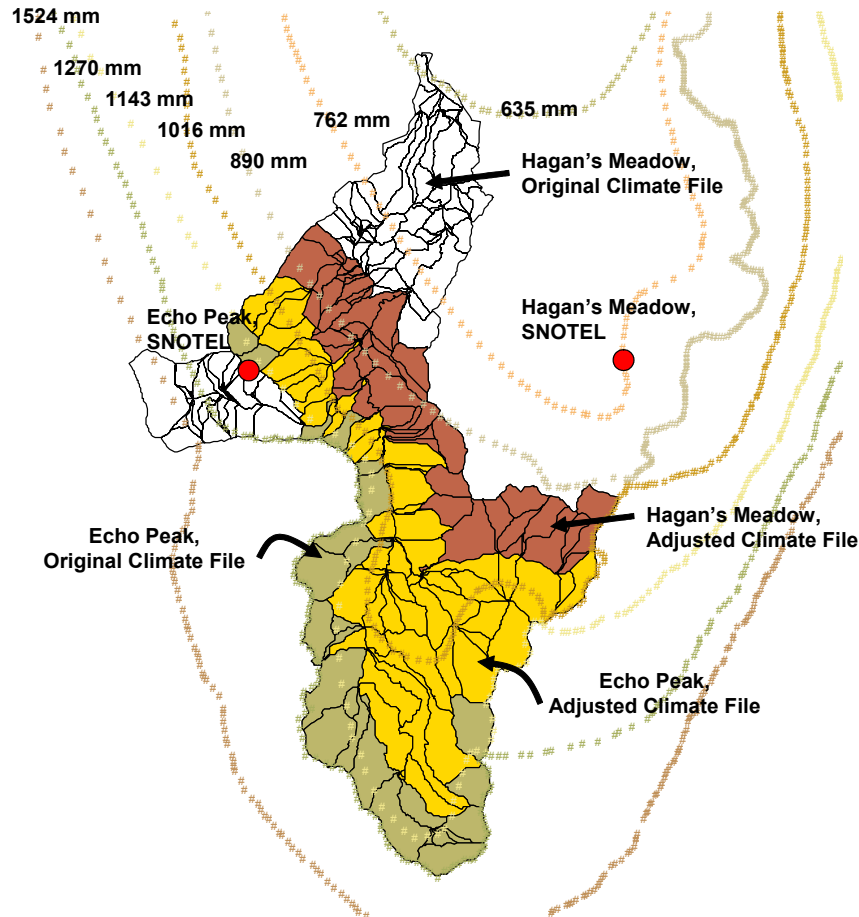 1524 mm
1270 mm
1143 mm
1016 mm
890 mm
762 mm
635 mm
Hagan's Meadow,
Original Climate File
Echo Peak,
SNOTEL
Hagan's Meadow,
SNOTEL
Echo Peak,
Original Climate File
Hagan's Meadow,
Adjusted Climate File
Echo Peak,
Adjusted Climate File